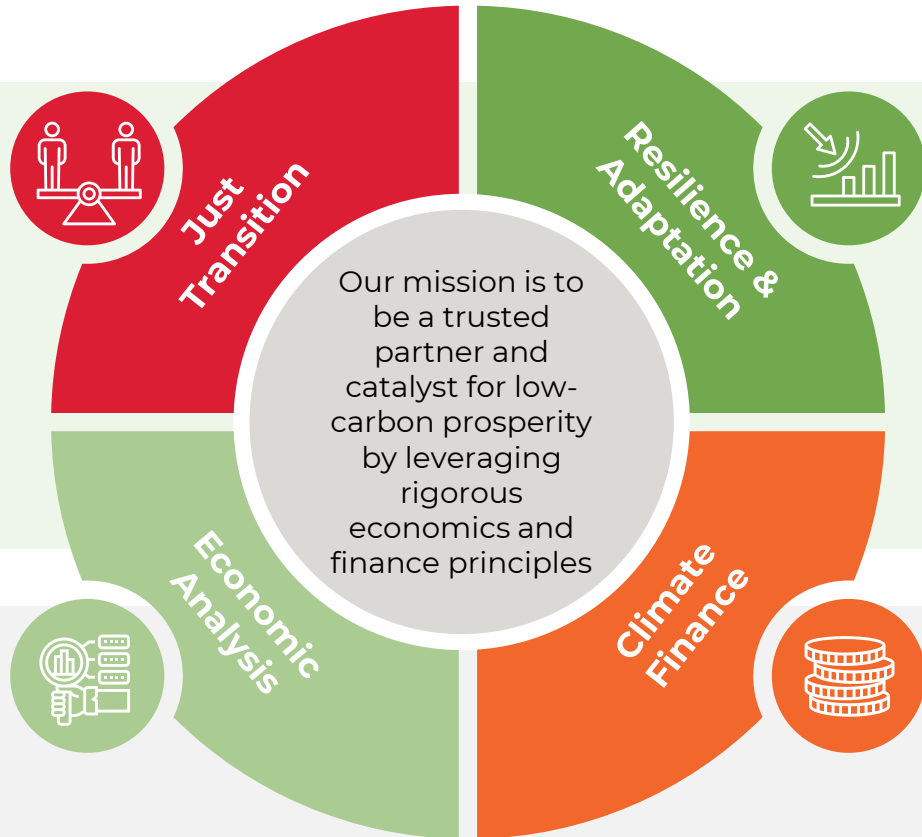 Just
Transition
Resilience &
Adaptation
Our mission is to
be a trusted
partner and
catalyst for low-
carbon prosperity
by leveraging
rigorous
economics and
finance principles
Economic
Analysis
Climate
Finance